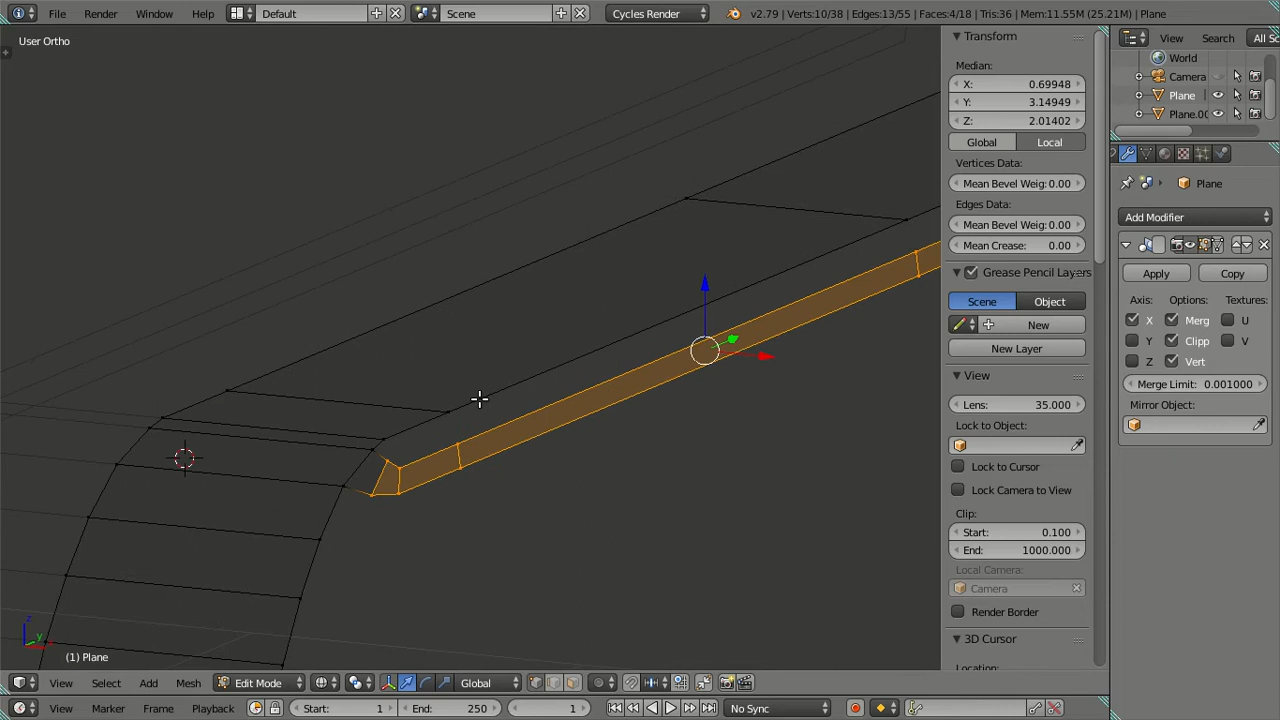 File Render Window Help Default Scene Cycles Render v2.79 | Verts:10/38 | Edges:13/55 | Faces:4/18 | Tris:36 | Mem:11.55M (25.21M) | Plane
User Ortho
(1) Plane
View Select Add Mesh Edit Mode Global
View Marker Frame Playback Start: 1 End: 250 1 No Sync
Transform
Median:
X: 0.69948
Y: 3.14949
Z: 2.01402
Global Local
Vertices Data:
Mean Bevel Weig: 0.00
Edges Data:
Mean Bevel Weig: 0.00
Mean Crease: 0.00
Grease Pencil Layers
Scene Object
New
New Layer
View
Lens: 35.000
Lock to Object:
Lock to Cursor
Lock Camera to View
Clip:
Start: 0.100
End: 1000.000
Local Camera:
Camera
Render Border
3D Cursor
Location:
View Search All Sc
World
Camera
Plane
Plane.00
Plane
Add Modifier
Apply Copy
Axis: Options: Textures:
X Merg U
Y Clipp V
Z Vert
Merge Limit: 0.001000
Mirror Object:
z
y